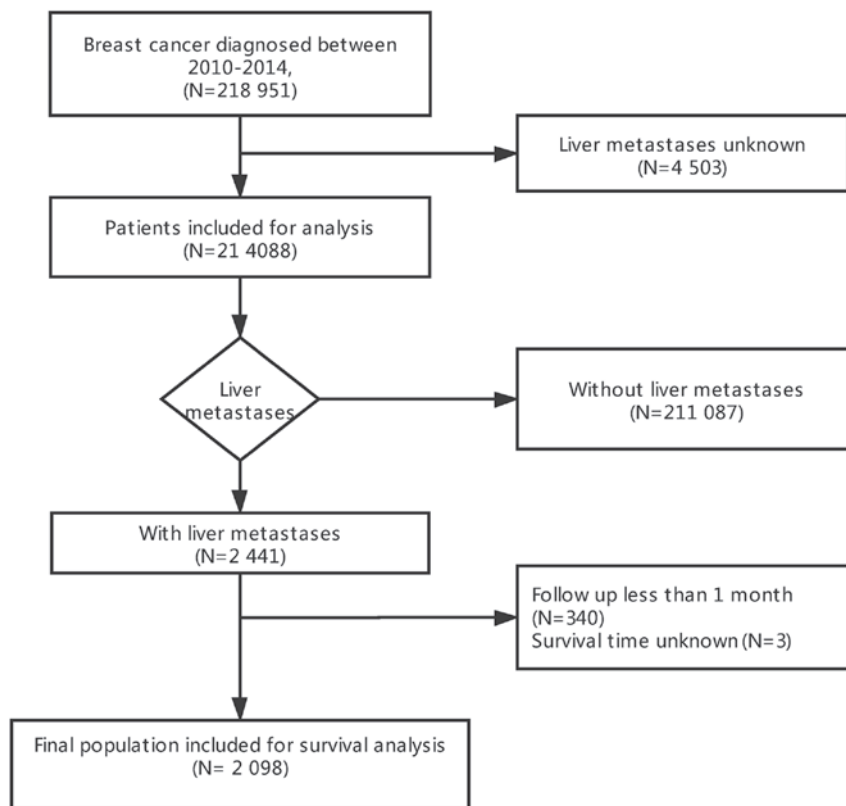 Breast cancer diagnosed between
2010-2014,
(N=218 951)
Liver metastases unknown
(N=4 503)
Patients included for analysis
(N=21 4088)
Liver
metastases
Without liver metastases
(N=211 087)
With liver metastases
(N=2 441)
Follow up less than 1 month
(N=340)
Survival time unknown (N=3)
Final population included for survival analysis
(N= 2 098)